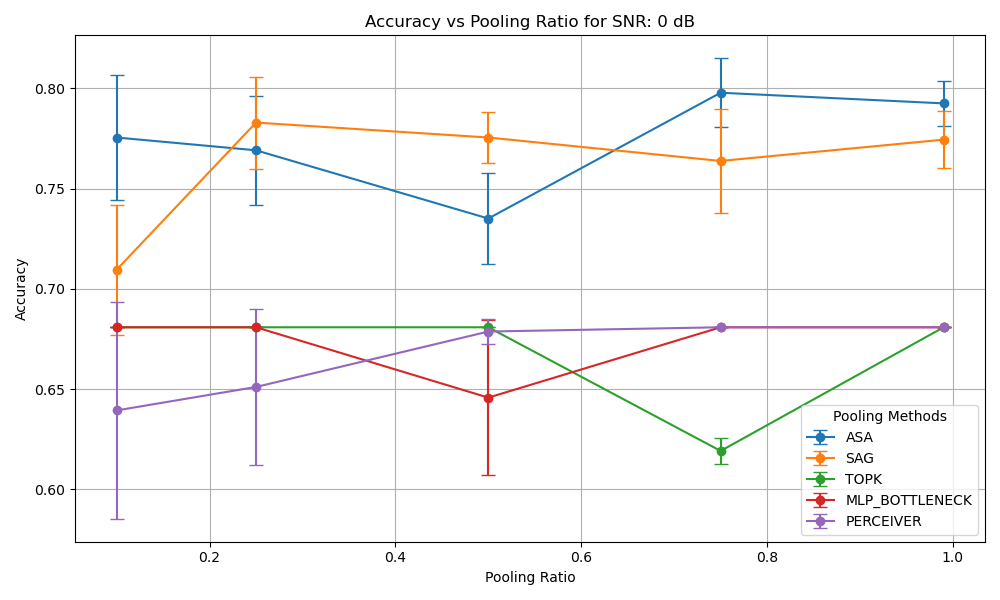 Accuracy vs Pooling Ratio for SNR: 0 dB
Accuracy
0.80
0.75
0.70
0.65
0.60
0.2
0.4
0.6
0.8
1.0
Pooling Ratio
Pooling Methods
ASA
SAG
TOPK
MLP_BOTTLENECK
PERCEIVER